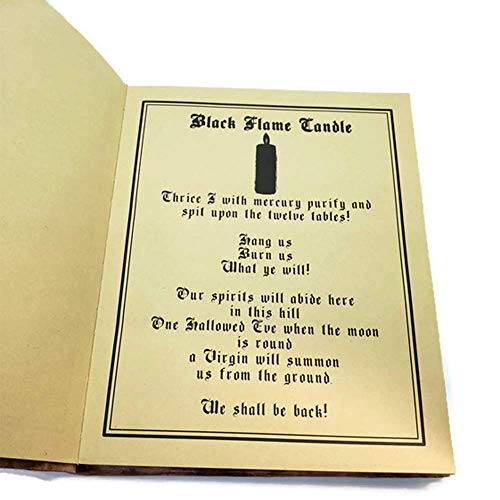 Black Flame Candle
Thrice I with mercury purify and
spit upon the twelve tables!
Hang us
Burn us
What ye will!
Our spirits will abide here
in this hill
One Hallowed Eve when the moon
is round
a Virgin will summon
us from the ground
We shall be back!